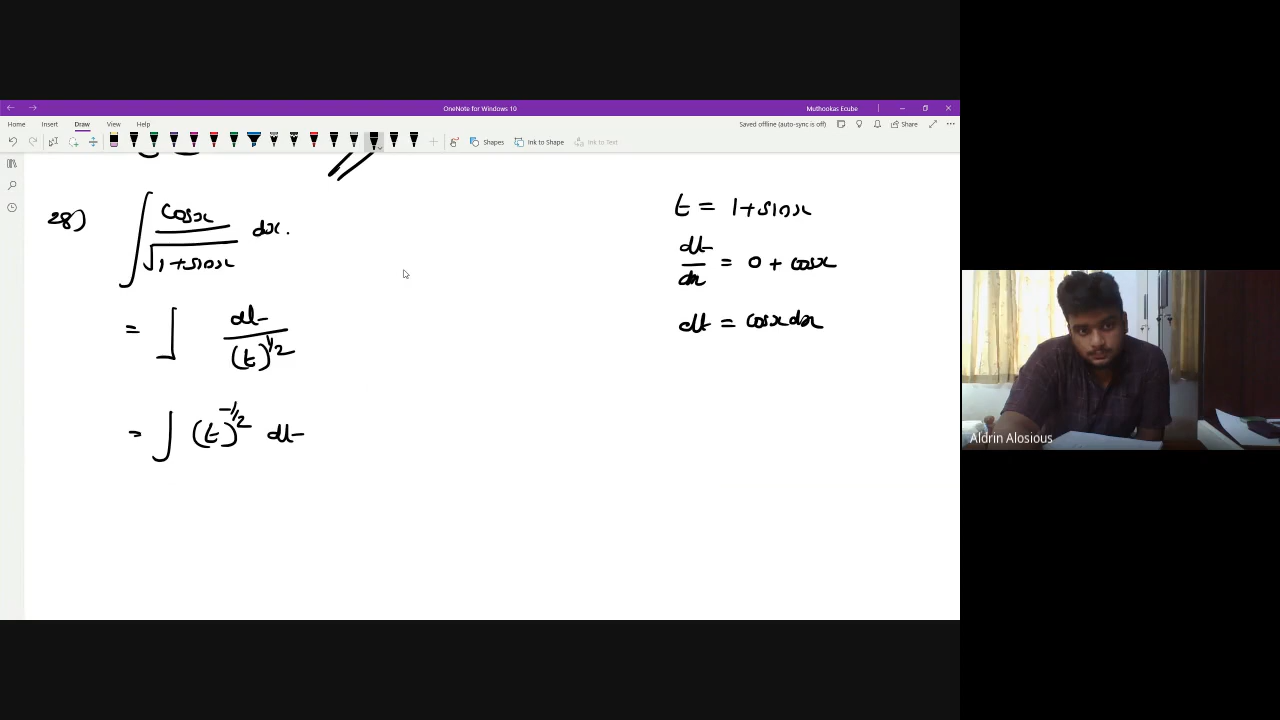 OneNote for Windows 10
Muthookas Ecube
Home Insert Draw View Help
Saved offline (auto-sync is off)
Share
Shapes
Ink to Shape
Ink to Text
28) ∫ cosx / √1+sinx dx.
= ∫ dt / (t)^1/2
= ∫ (t)^-1/2 dt
t = 1+sinx
dt/dx = 0 + cosx
dt = cosxdx
Aldrin Alosious